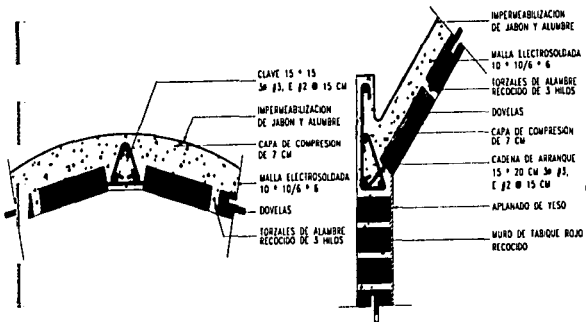 CLAVE 15 * 15
3ø #3, E #2 @ 15 CM
IMPERMEABILIZACION
DE JABON Y ALUMBRE
CAPA DE COMPRESION
DE 7 CM
MALLA ELECTROSOLDADA
10 * 10/6 * 6
DOVELAS
TORZALES DE ALAMBRE
RECOCIDO DE 3 HILOS
IMPERMEABILIZACION
DE JABON Y ALUMBRE
MALLA ELECTROSOLDADA
10 * 10/6 * 6
TORZALES DE ALAMBRE
RECOCIDO DE 3 HILOS
DOVELAS
CAPA DE COMPRESION
DE 7 CM
CADENA DE ARRANQUE
15 * 20 CM 3ø #3,
E #2 @ 15 CM
APLANADO DE YESO
MURO DE TABIQUE ROJO
RECOCIDO